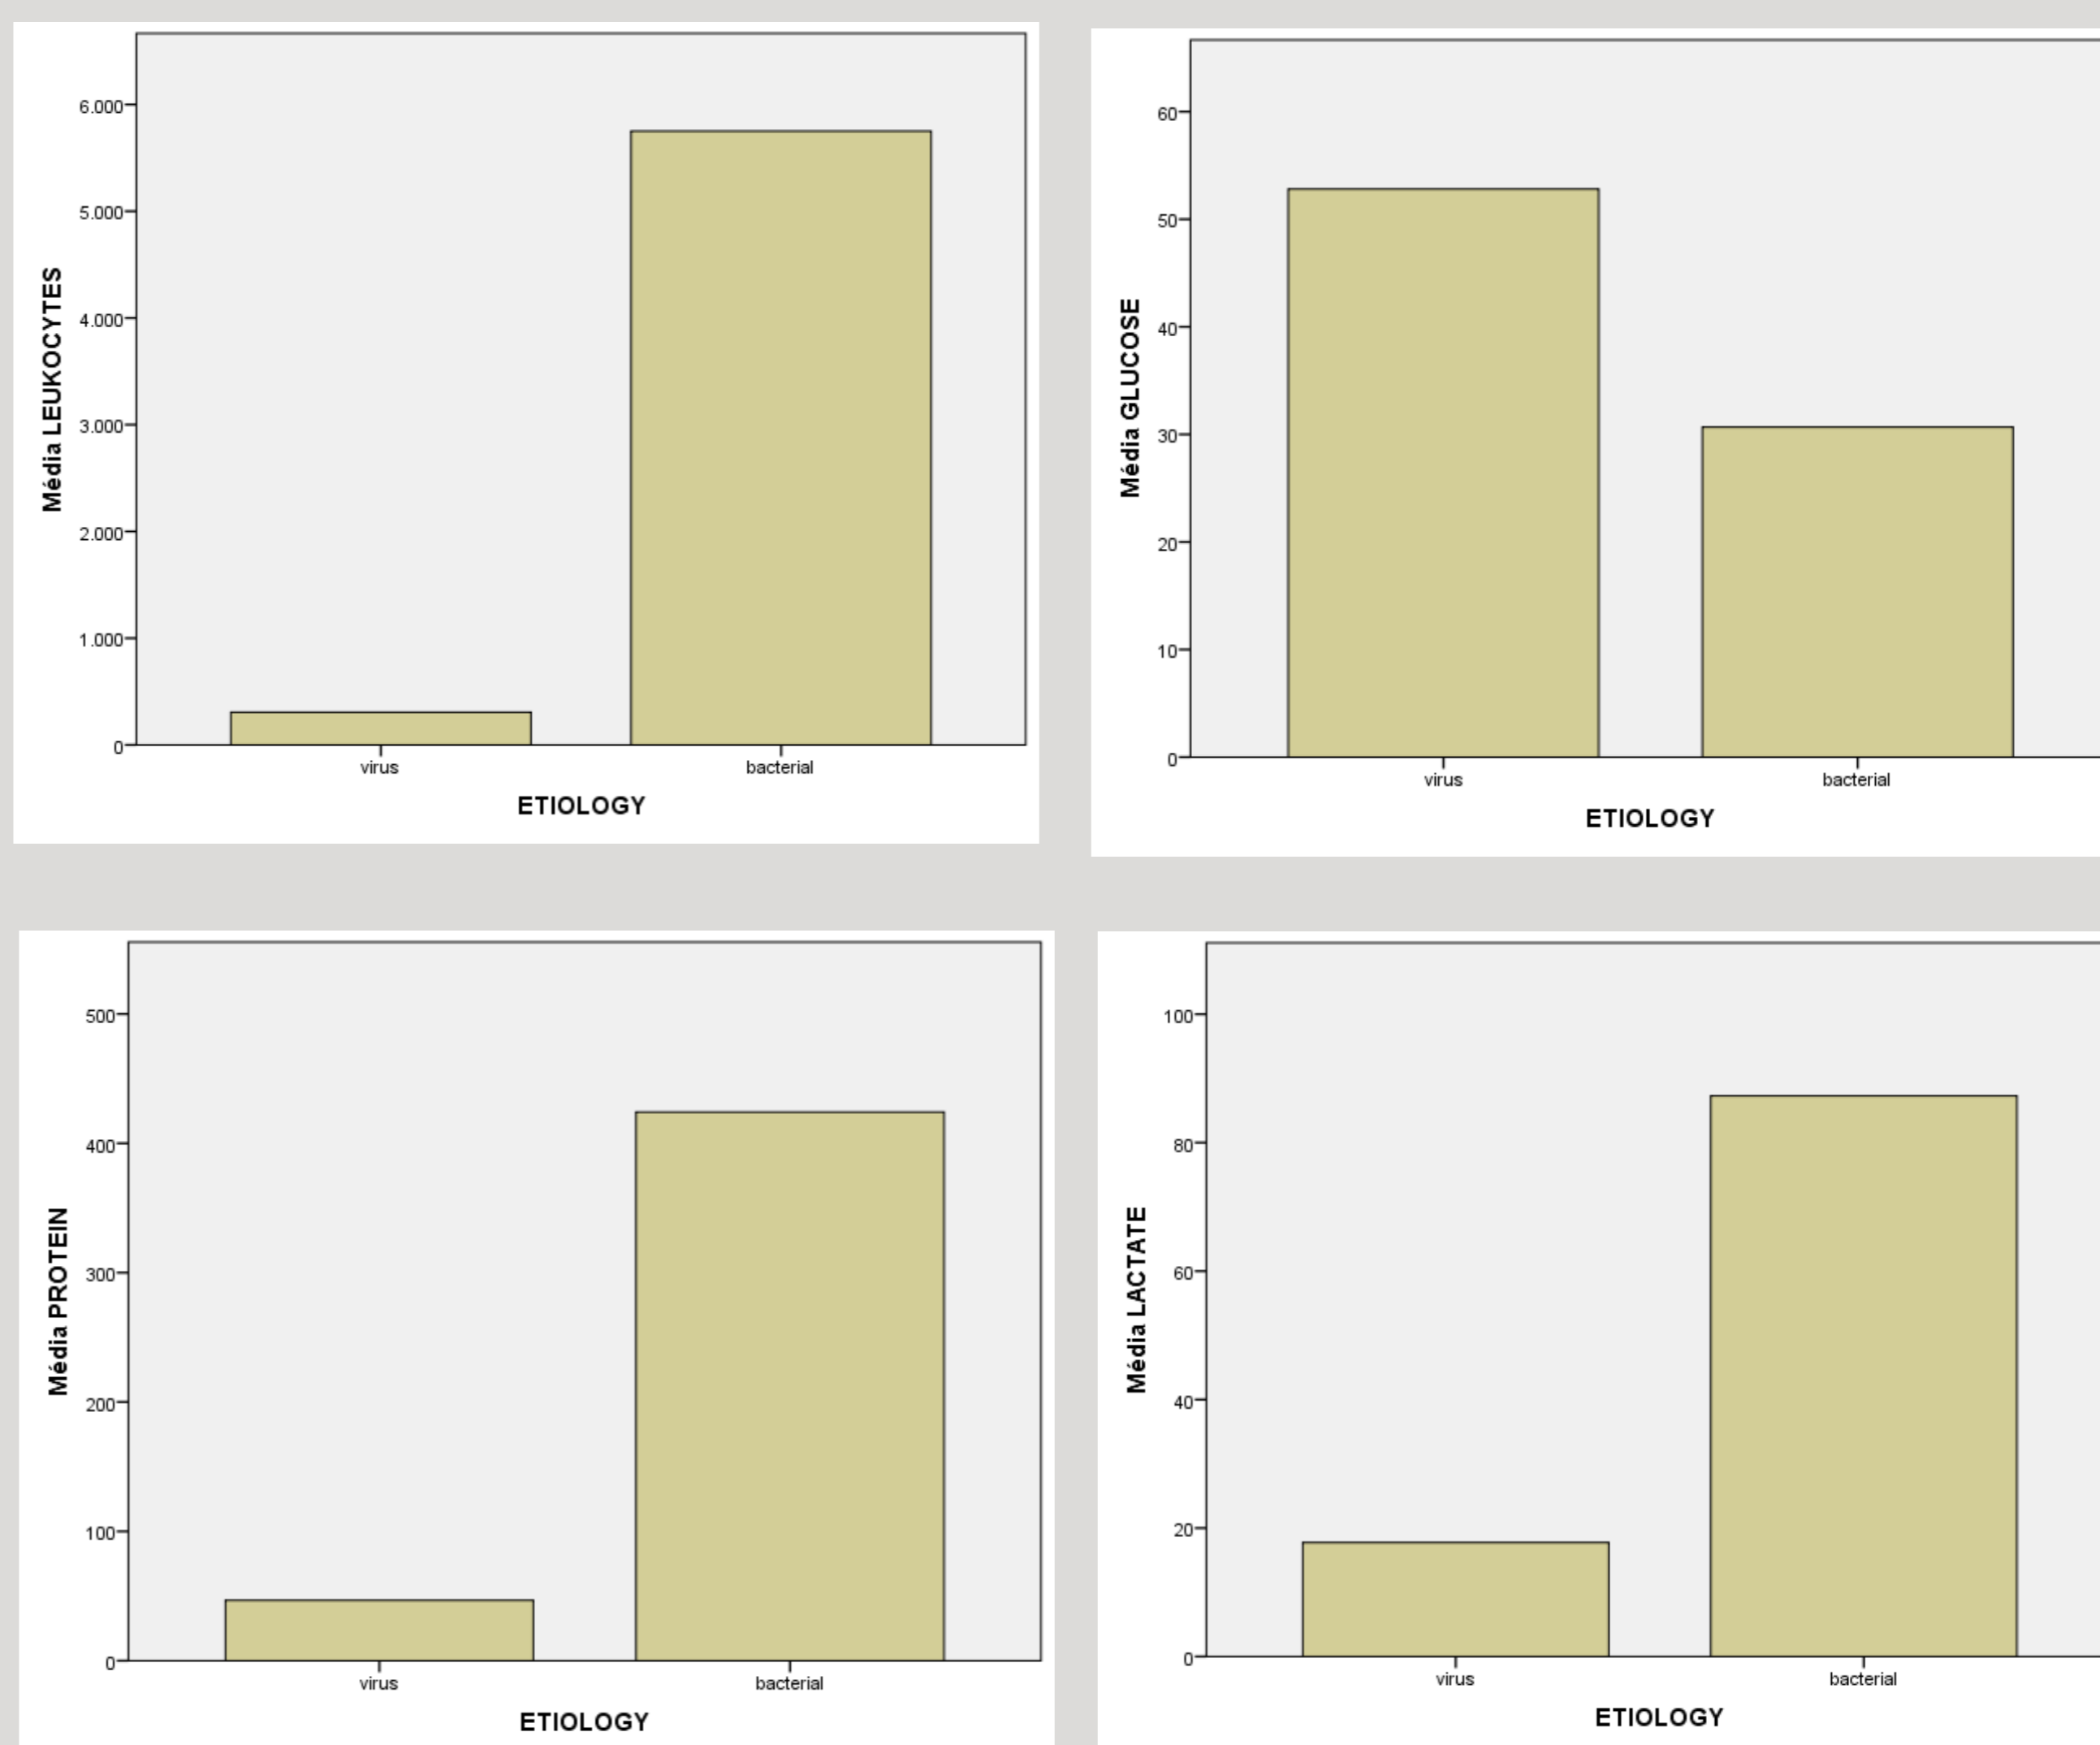 Média LEUKOCYTES
6.000
5.000
4.000
3.000
2.000
1.000
0
virus bacterial
ETIOLOGY
Média GLUCOSE
60
50
40
30
20
10
0
virus bacterial
ETIOLOGY
Média PROTEIN
500
400
300
200
100
0
virus bacterial
ETIOLOGY
Média LACTATE
100
80
60
40
20
0
virus bacterial
ETIOLOGY